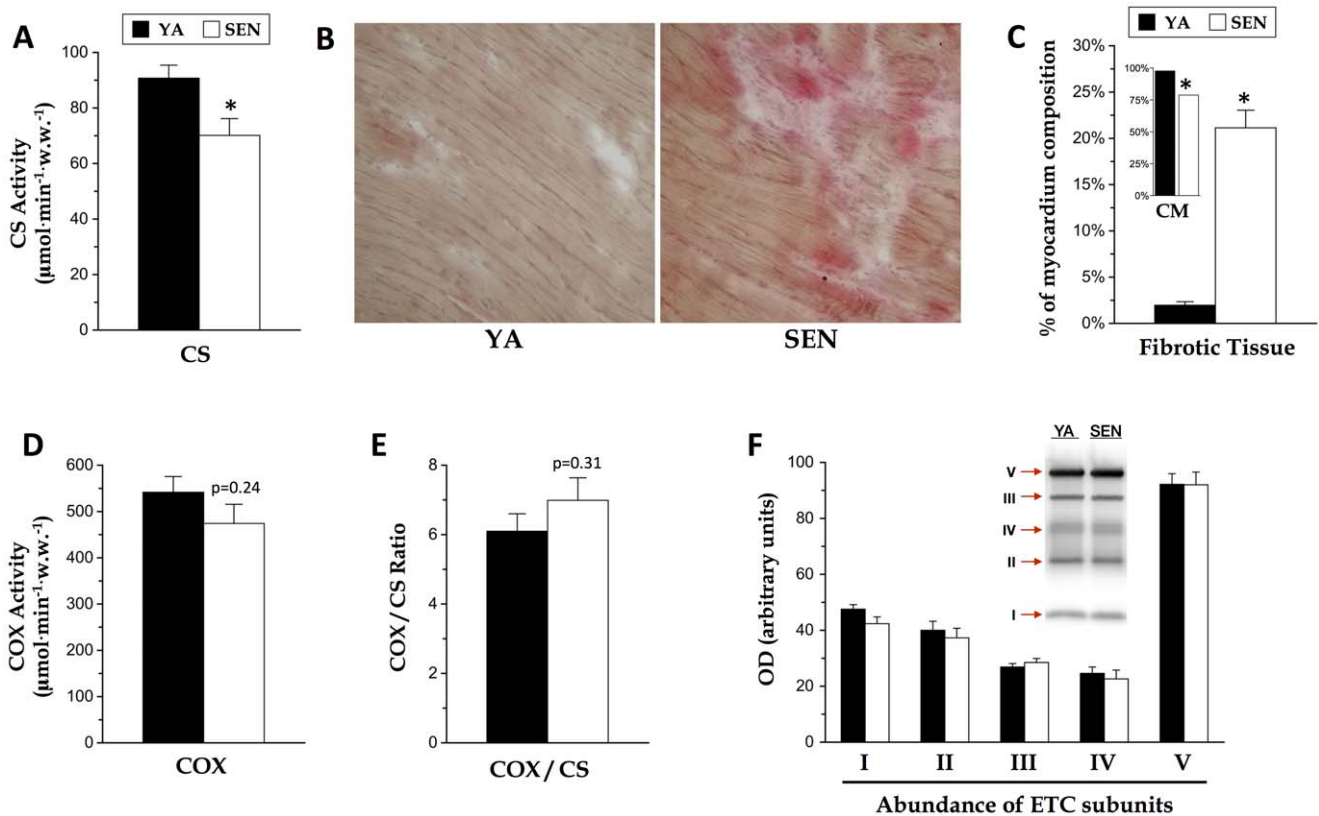 A
YA SEN
CS Activity
(µmol·min⁻¹·w.w.⁻¹)
100
80
60
40
20
0
*
CS
B
YA
SEN
C
YA SEN
% of myocardium composition
30%
25%
20%
15%
10%
5%
0%
100%
75%
50%
25%
0%
*
CM
*
Fibrotic Tissue
D
COX Activity
(µmol·min⁻¹·w.w.⁻¹)
600
500
400
300
200
100
0
p=0.24
COX
E
COX/CS Ratio
8
6
4
2
0
p=0.31
COX/CS
F
OD (arbitrary units)
100
80
60
40
20
0
YA SEN
V
III
IV
II
I
I II III IV V
Abundance of ETC subunits